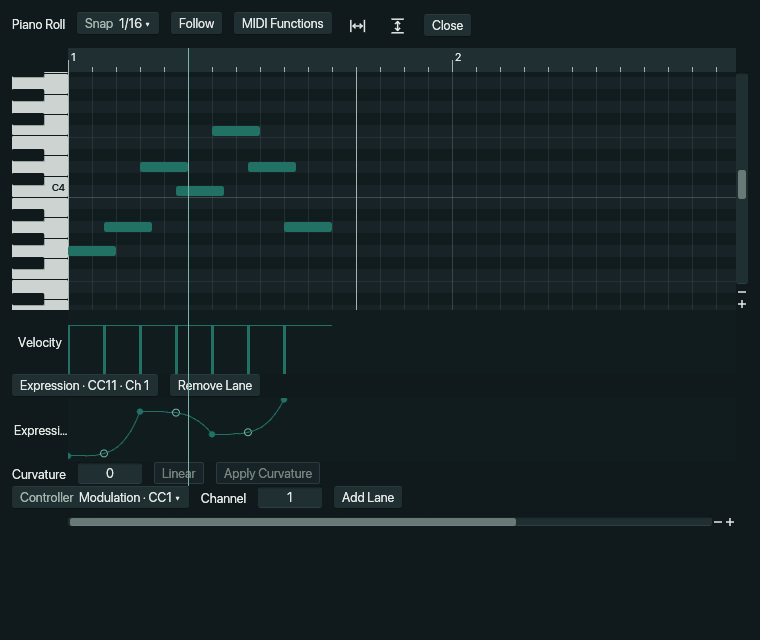 Piano Roll Snap 1/16 Follow MIDI Functions Close
1 2
C4
Velocity
Expression · CC11 · Ch 1 Remove Lane
Expressi...
Curvature 0 Linear Apply Curvature
Controller Modulation · CC1 Channel 1 Add Lane